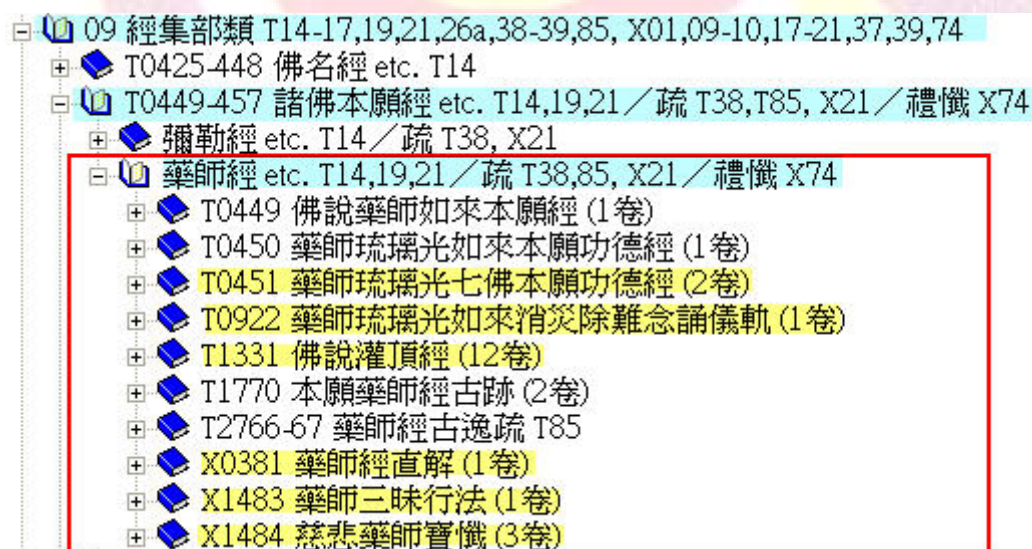 09 經集部類 T14-17,19,21,26a,38-39,85, X01,09-10,17-21,37,39,74
T0425-448 佛名經 etc. T14
T0449-457 諸佛本願經 etc. T14,19,21／疏 T38,T85, X21／禮懺 X74
彌勒經 etc. T14／疏 T38, X21
藥師經 etc. T14,19,21／疏 T38,85, X21／禮懺 X74
T0449 佛說藥師如來本願經 (1卷)
T0450 藥師琉璃光如來本願功德經 (1卷)
T0451 藥師琉璃光七佛本願功德經 (2卷)
T0922 藥師琉璃光如來消災除難念誦儀軌 (1卷)
T1331 佛說灌頂經 (12卷)
T1770 本願藥師經古跡 (2卷)
T2766-67 藥師經古逸疏 T85
X0381 藥師經直解 (1卷)
X1483 藥師三昧行法 (1卷)
X1484 慈悲藥師寶懺 (3卷)